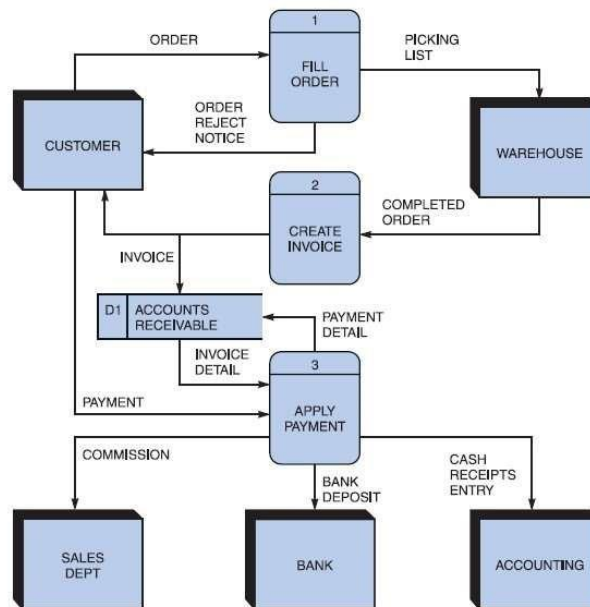 1
ORDER
PICKING
LIST
FILL
ORDER
ORDER
REJECT
NOTICE
CUSTOMER
WAREHOUSE
2
COMPLETED
ORDER
CREATE
INVOICE
INVOICE
D1
ACCOUNTS
RECEIVABLE
PAYMENT
DETAIL
INVOICE
DETAIL
3
PAYMENT
APPLY
PAYMENT
COMMISSION
CASH
RECEIPTS
ENTRY
BANK
DEPOSIT
SALES
DEPT
BANK
ACCOUNTING